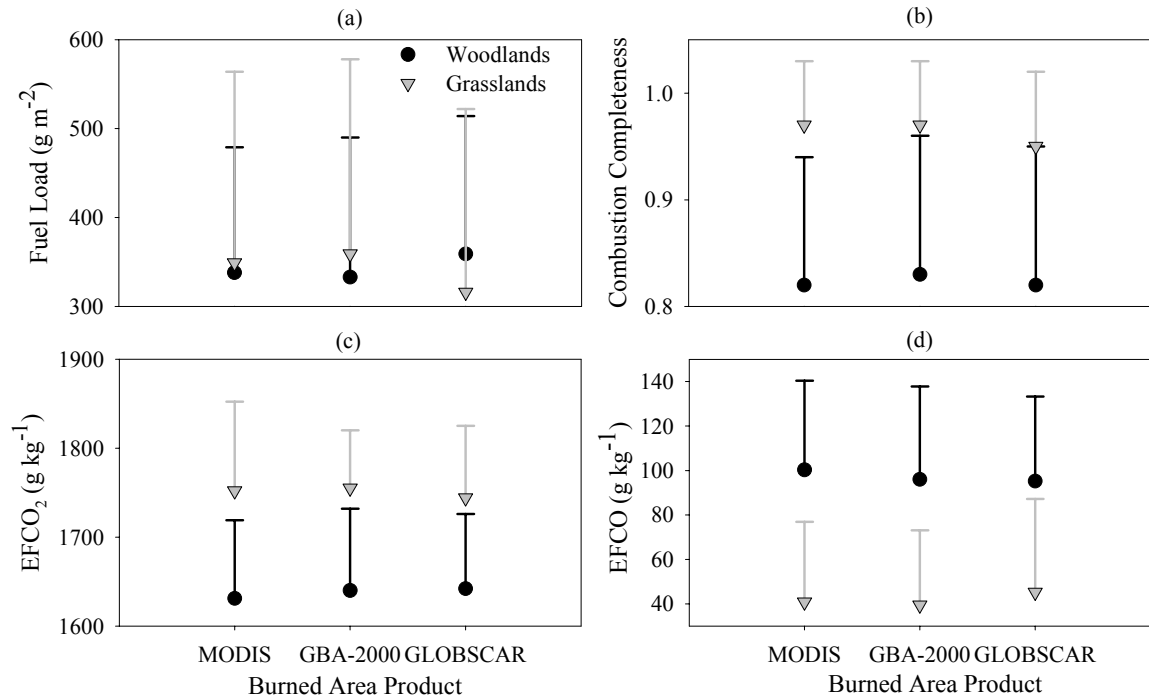 (a)
(b)
600
500
400
300
Fuel Load (g m⁻²)
Woodlands
Grasslands
1.0
0.9
0.8
Combustion Completeness
(c)
(d)
1900
1800
1700
1600
EFCO₂ (g kg⁻¹)
140
120
100
80
60
40
EFCO (g kg⁻¹)
MODIS GBA-2000 GLOBSCAR
Burned Area Product
MODIS GBA-2000 GLOBSCAR
Burned Area Product